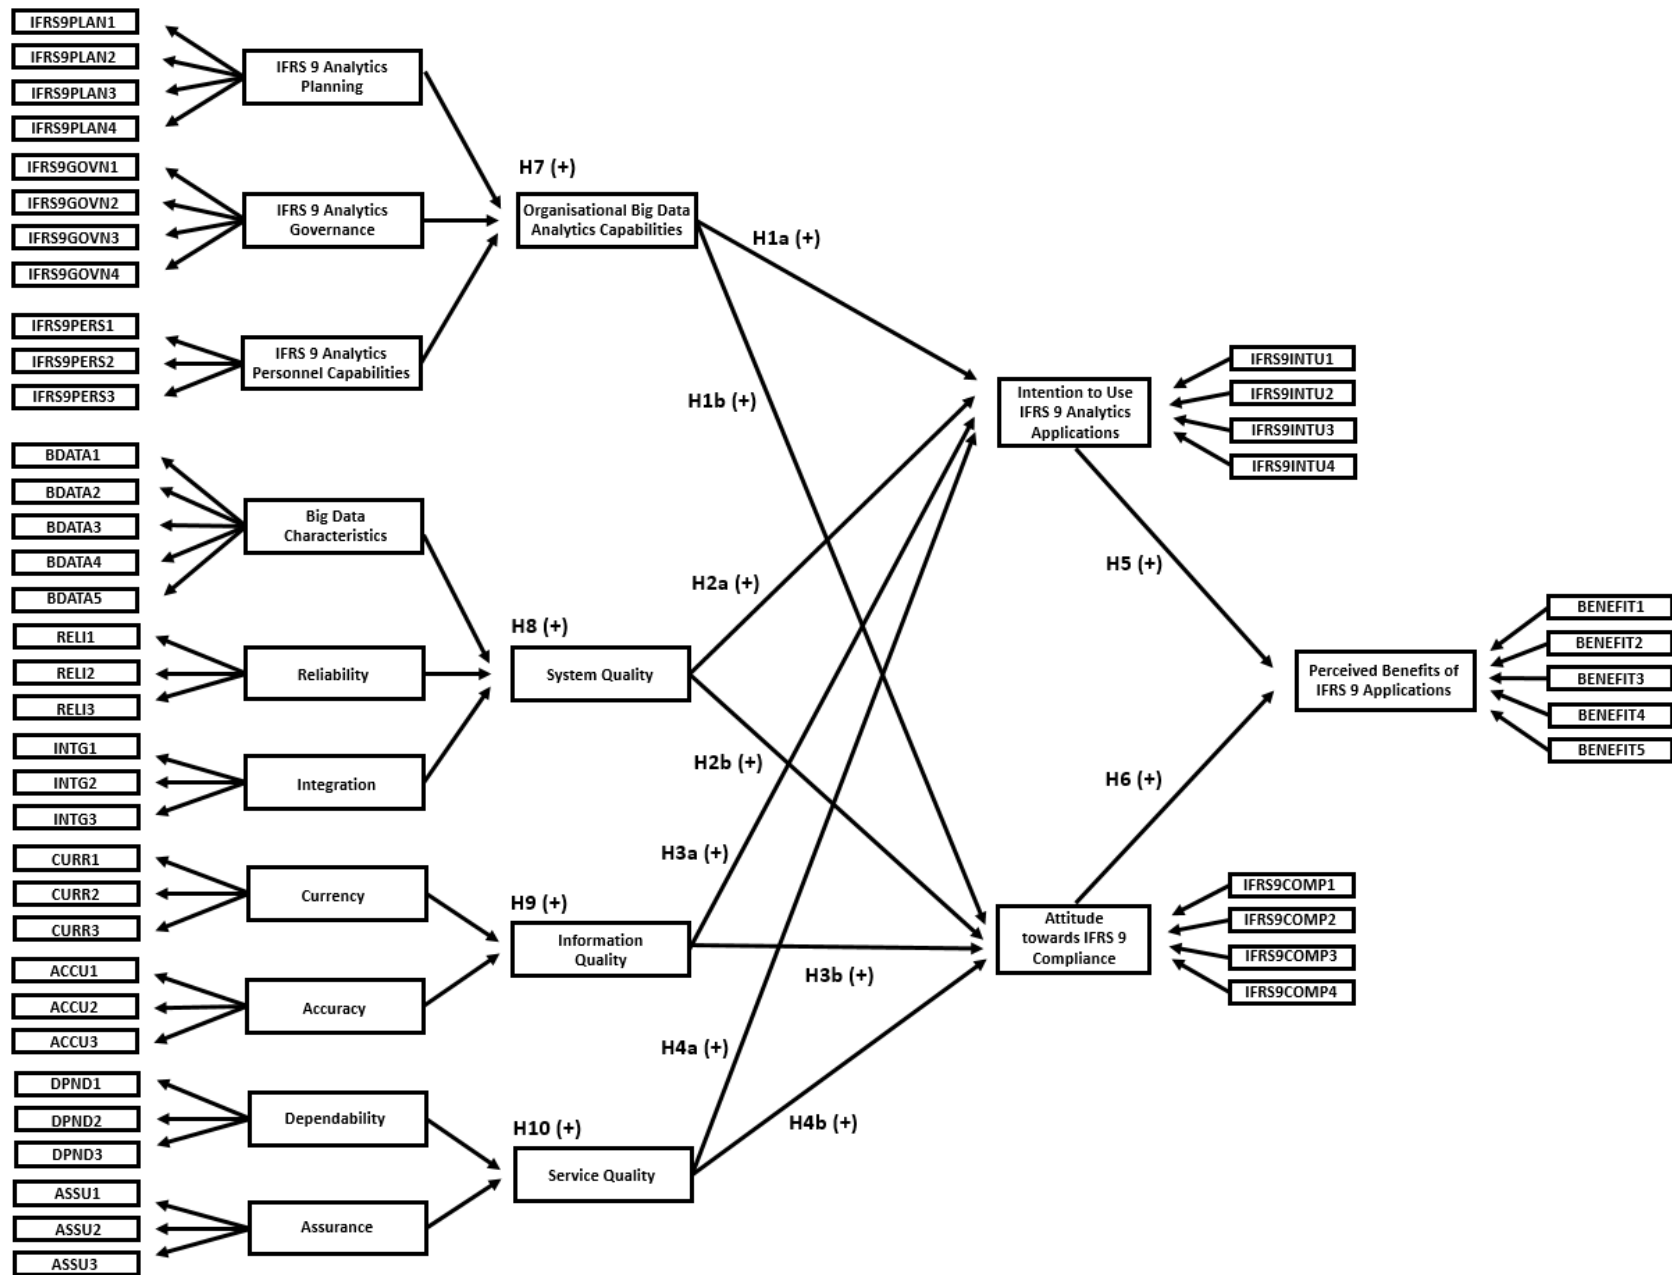 IFRS9PLAN1
IFRS9PLAN2
IFRS9PLAN3
IFRS9PLAN4
IFRS 9 Analytics
Planning
IFRS9GOVN1
IFRS9GOVN2
IFRS9GOVN3
IFRS9GOVN4
IFRS 9 Analytics
Governance
IFRS9PERS1
IFRS9PERS2
IFRS9PERS3
IFRS 9 Analytics
Personnel Capabilities
H7 (+)
Organisational Big Data
Analytics Capabilities
BDATA1
BDATA2
BDATA3
BDATA4
BDATA5
Big Data
Characteristics
RELI1
RELI2
RELI3
Reliability
INTG1
INTG2
INTG3
Integration
H8 (+)
System Quality
CURR1
CURR2
CURR3
Currency
ACCU1
ACCU2
ACCU3
Accuracy
H9 (+)
Information
Quality
DPND1
DPND2
DPND3
Dependability
ASSU1
ASSU2
ASSU3
Assurance
H10 (+)
Service Quality
H1a (+)
H1b (+)
H2a (+)
H2b (+)
H3a (+)
H3b (+)
H4a (+)
H4b (+)
Intention to Use
IFRS 9 Analytics
Applications
IFRS9INTU1
IFRS9INTU2
IFRS9INTU3
IFRS9INTU4
H5 (+)
H6 (+)
Attitude
towards IFRS 9
Compliance
IFRS9COMP1
IFRS9COMP2
IFRS9COMP3
IFRS9COMP4
Perceived Benefits of
IFRS 9 Applications
BENEFIT1
BENEFIT2
BENEFIT3
BENEFIT4
BENEFIT5